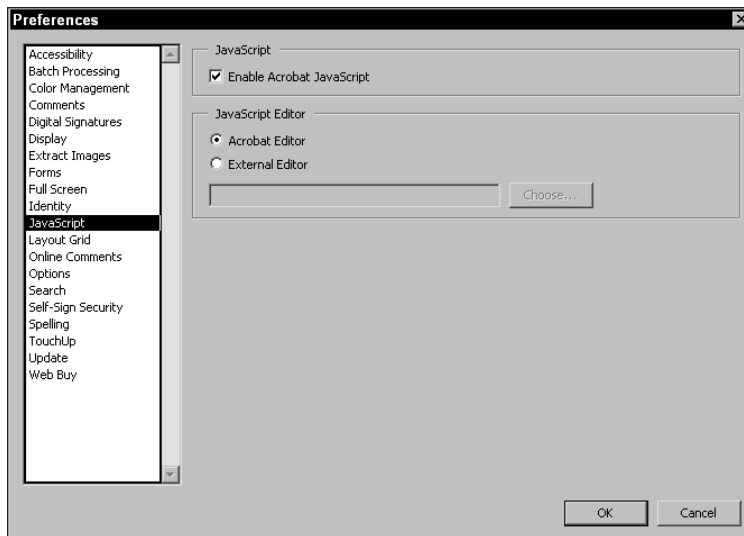 Preferences
Accessibility
Batch Processing
Color Management
Comments
Digital Signatures
Display
Extract Images
Forms
Full Screen
Identity
JavaScript
Layout Grid
Online Comments
Options
Search
Self-Sign Security
Spelling
TouchUp
Update
Web Buy
JavaScript
Enable Acrobat JavaScript
JavaScript Editor
Acrobat Editor
External Editor
Choose...
OK
Cancel